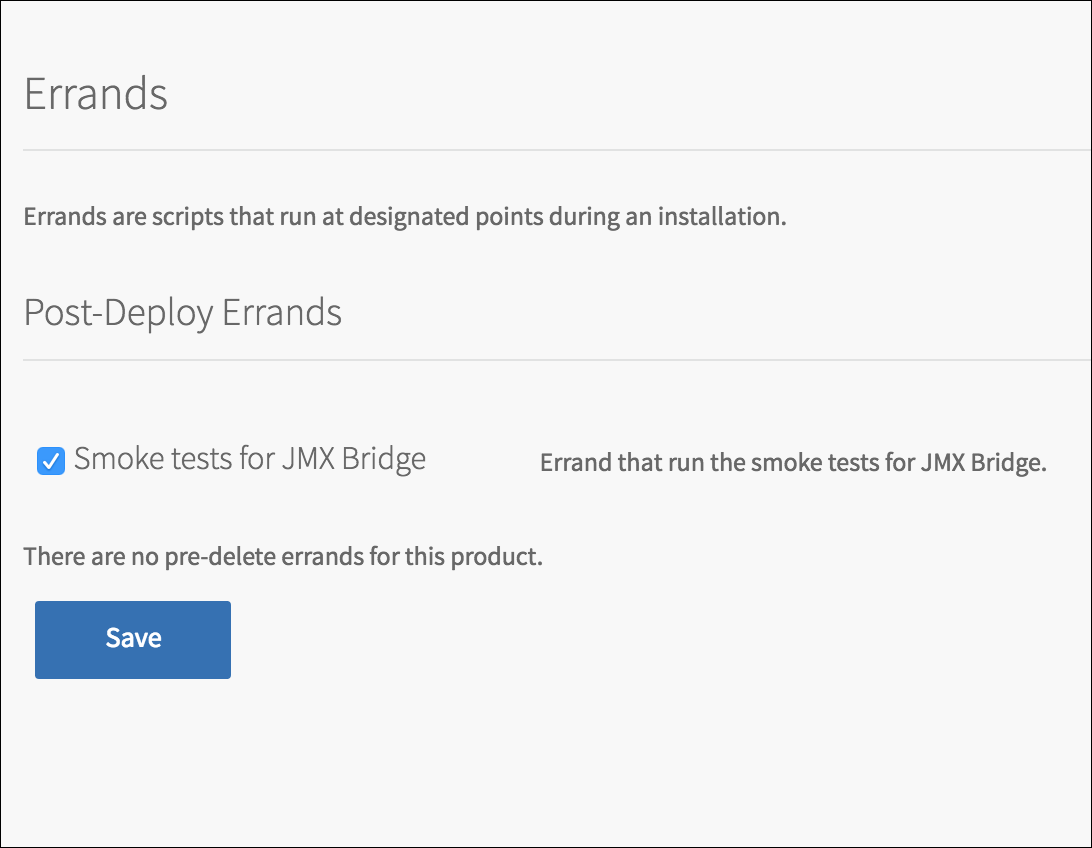 Errands
Errands are scripts that run at designated points during an installation.
Post-Deploy Errands
Smoke tests for JMX Bridge
Errand that run the smoke tests for JMX Bridge.
There are no pre-delete errands for this product.
Save